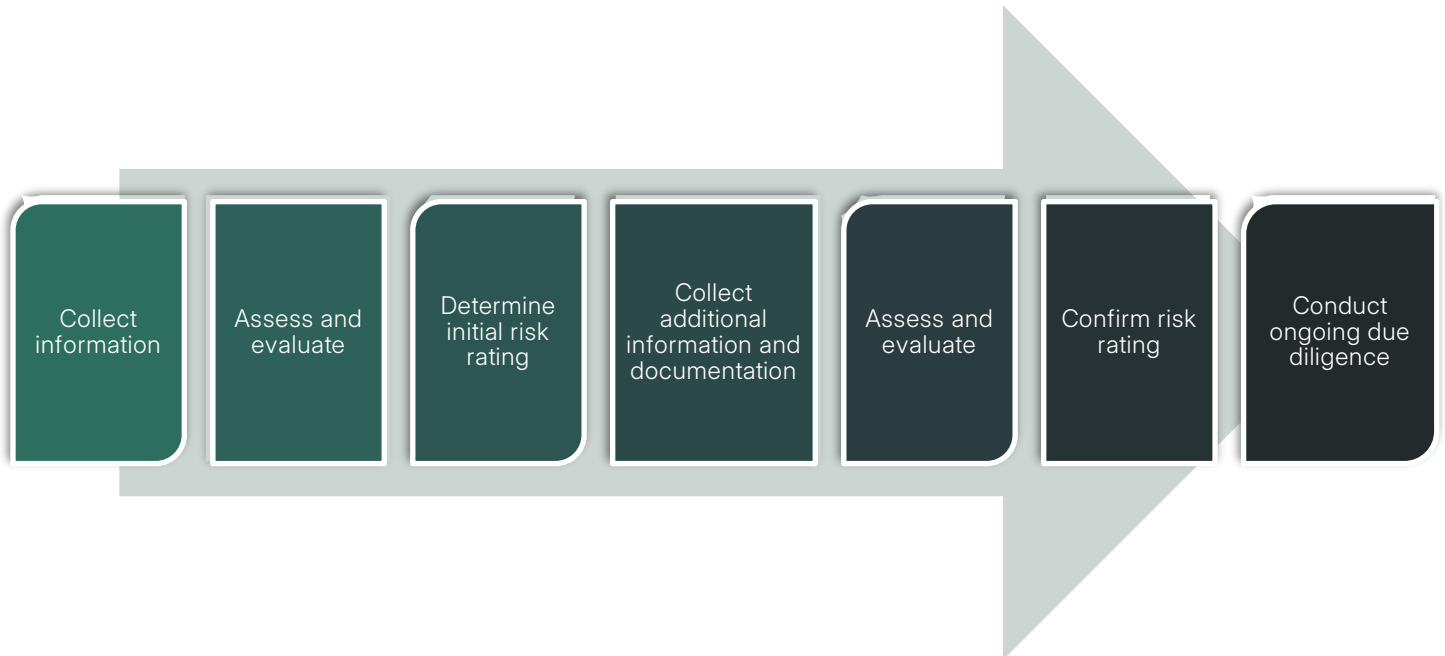 Collect
information
Assess and
evaluate
Determine
initial risk
rating
Collect
additional
information and
documentation
Assess and
evaluate
Confirm risk
rating
Conduct
ongoing due
diligence